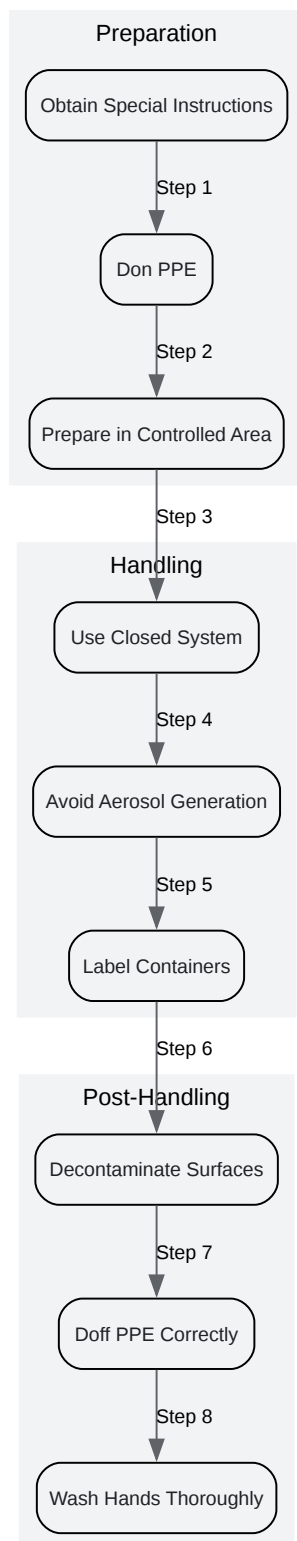 Preparation
Obtain Special Instructions
Step 1
Don PPE
Step 2
Prepare in Controlled Area
Step 3
Handling
Use Closed System
Step 4
Avoid Aerosol Generation
Step 5
Label Containers
Step 6
Post-Handling
Decontaminate Surfaces
Step 7
Doff PPE Correctly
Step 8
Wash Hands Thoroughly